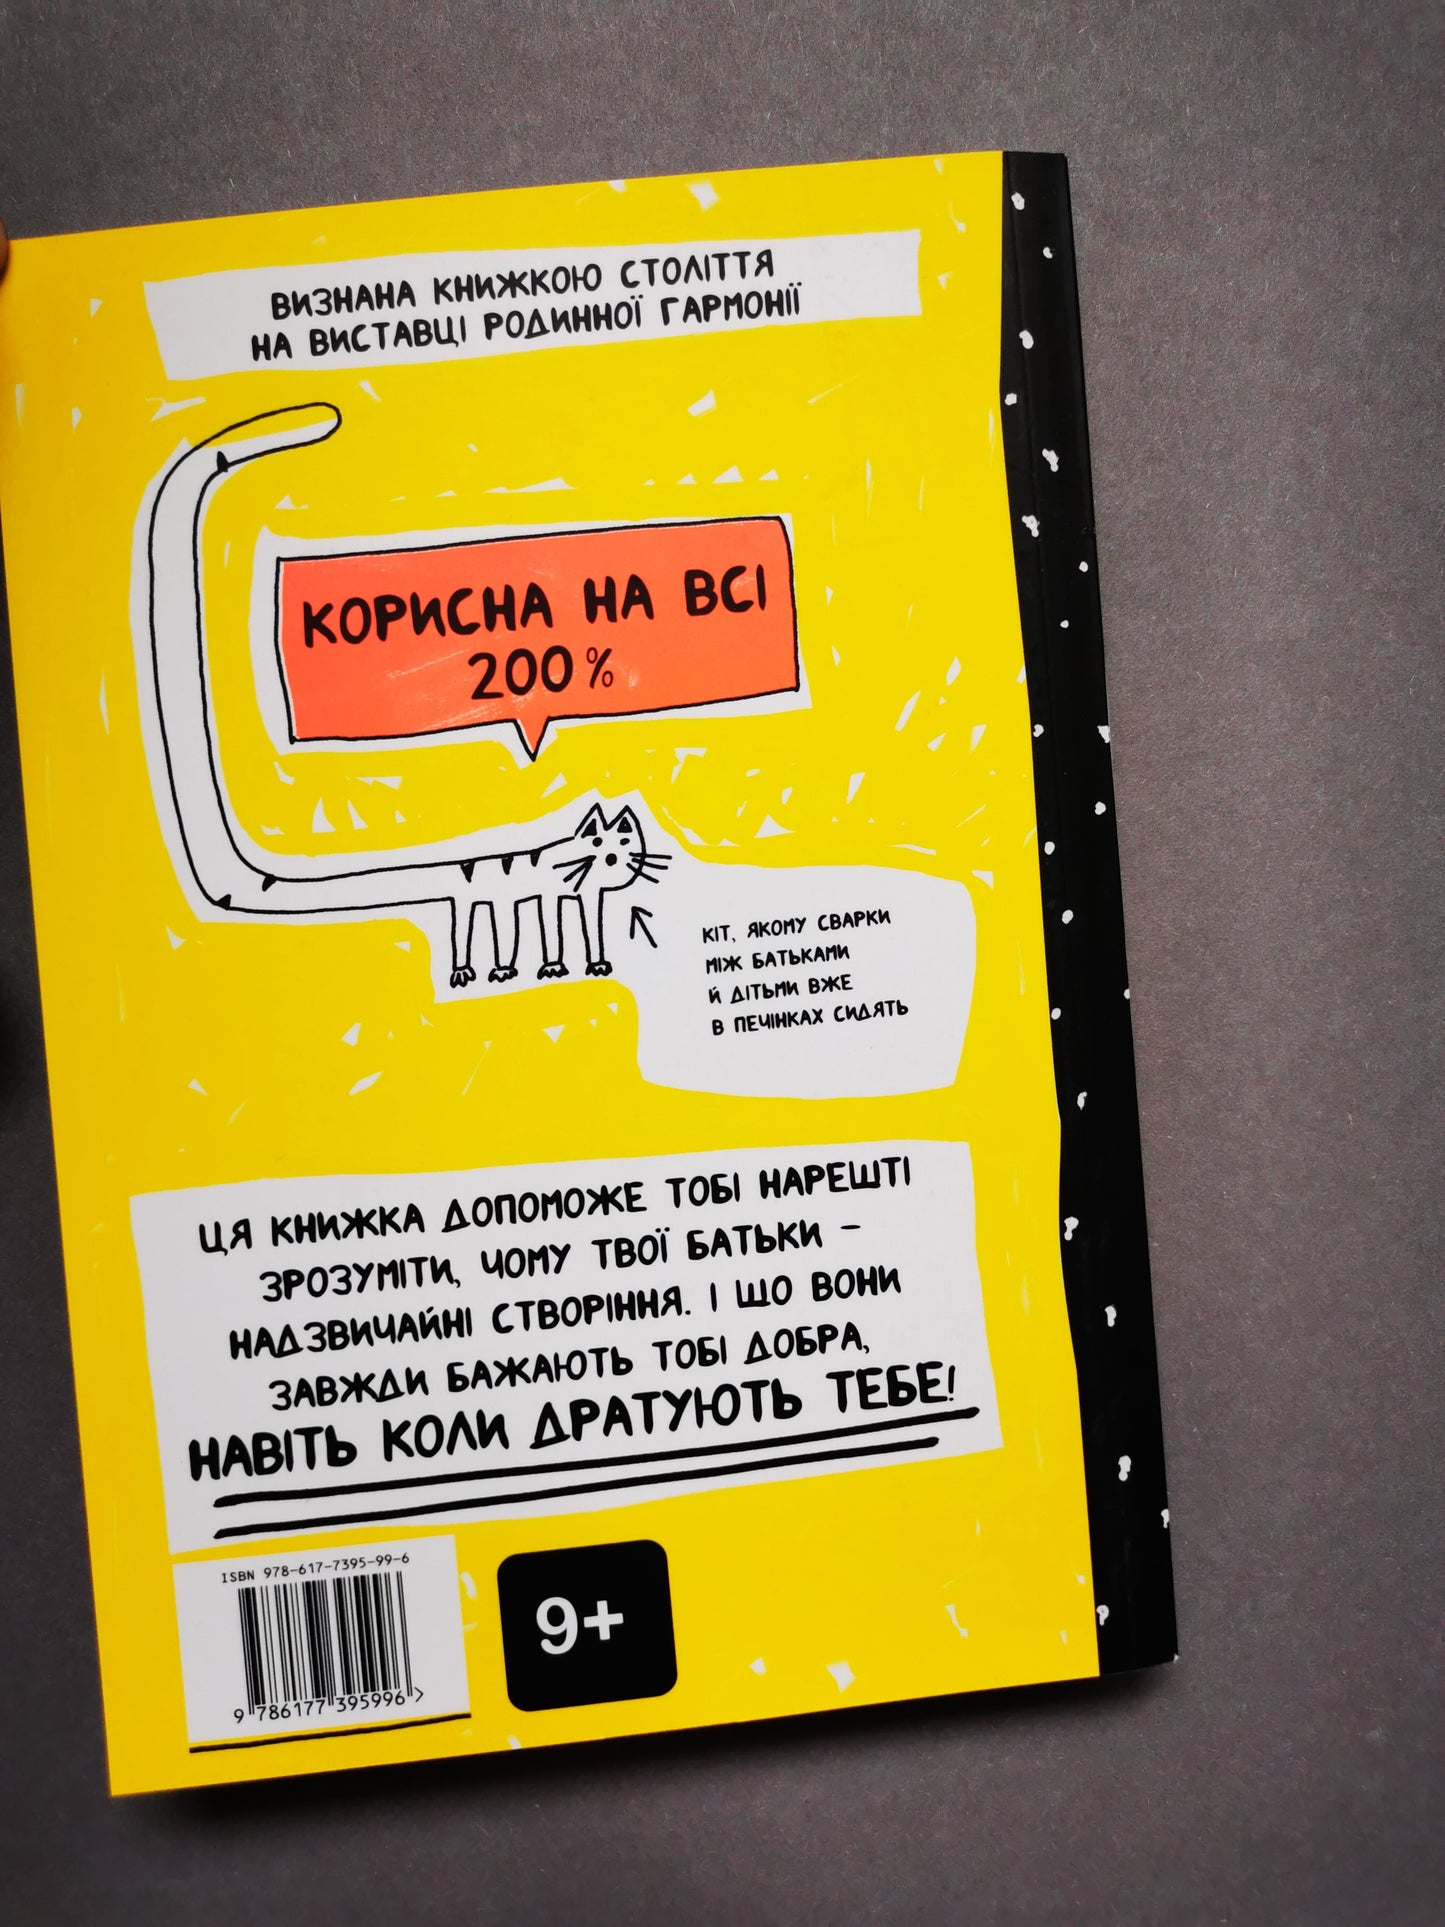 ВИЗНАНА КНИЖКОЮ СТОЛІТТЯ
НА ВИСТАВЦІ РОДИННОЇ ГАРМОНІЇ
КОРИСНА НА ВСІ
200%
КІТ, ЯКОМУ СВАРКИ
МІЖ БАТЬКАМИ
Й ДІТЬМИ ВЖЕ
В ПЕЧІНКАХ СИДЯТЬ
ЦЯ КНИЖКА ДОПОМОЖЕ ТОБІ НАРЕШТІ
ЗРОЗУМІТИ, ЧОМУ ТВОЇ БАТЬКИ –
НАДЗВИЧАЙНІ СТВОРІННЯ. І ЩО ВОНИ
ЗАВЖДИ БАЖАЮТЬ ТОБІ ДОБРА,
НАВІТЬ КОЛИ ДРАТУЮТЬ ТЕБЕ!
ISBN 978-617-7395-99-6
9 786177 395996 >
9+